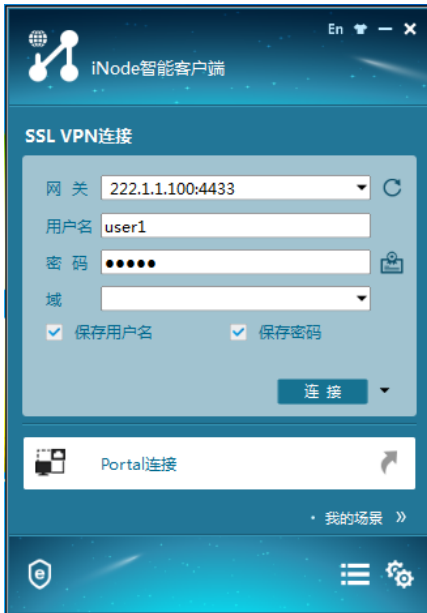 En
iNode智能客户端
SSL VPN连接
网 关 222.1.1.100:4433
用户名 user1
密 码 ●●●●●
域
保存用户名 保存密码
连 接
Portal连接
· 我的场景 »
e